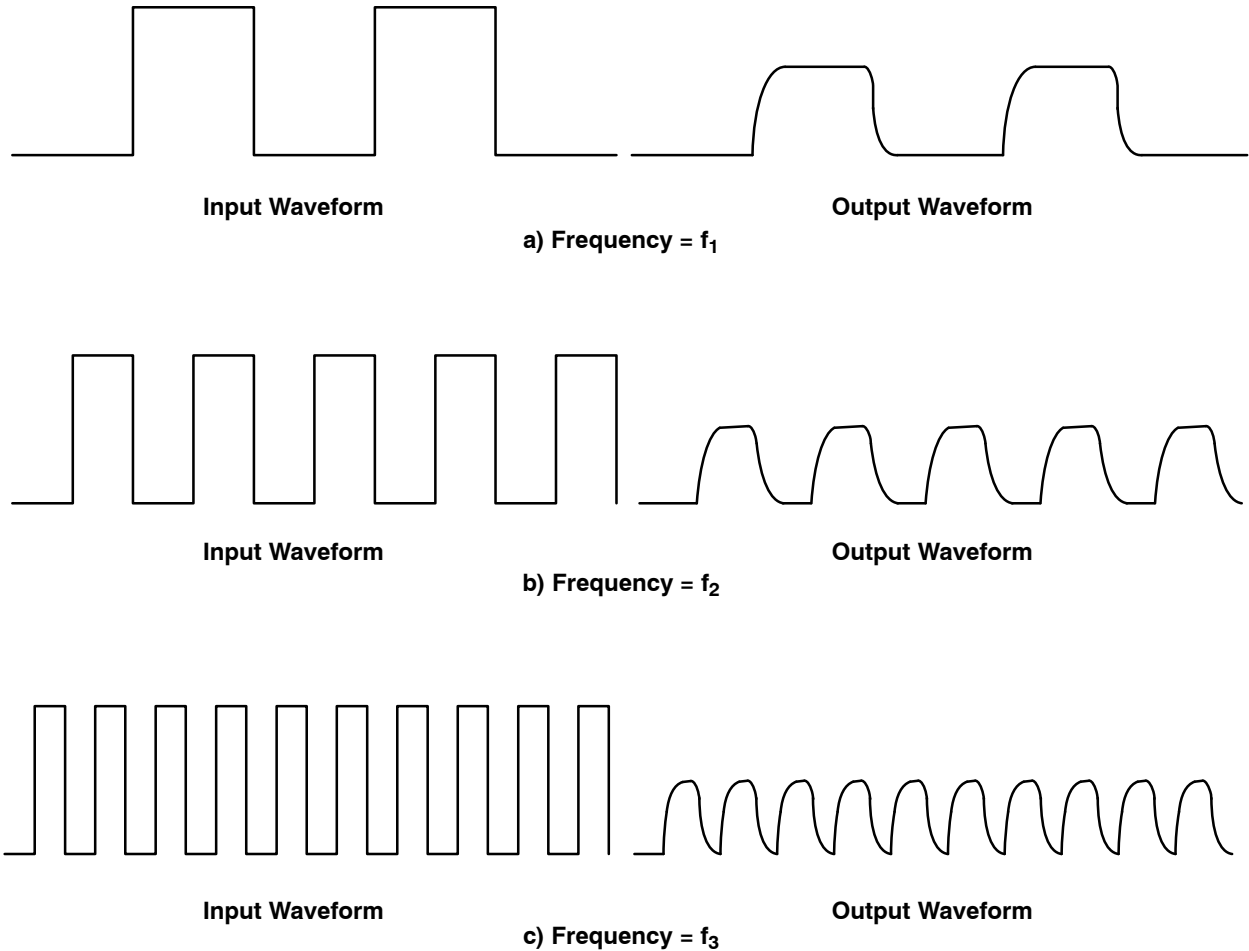 Input Waveform
Output Waveform
a) Frequency = f₁
Input Waveform
Output Waveform
b) Frequency = f₂
Input Waveform
Output Waveform
c) Frequency = f₃